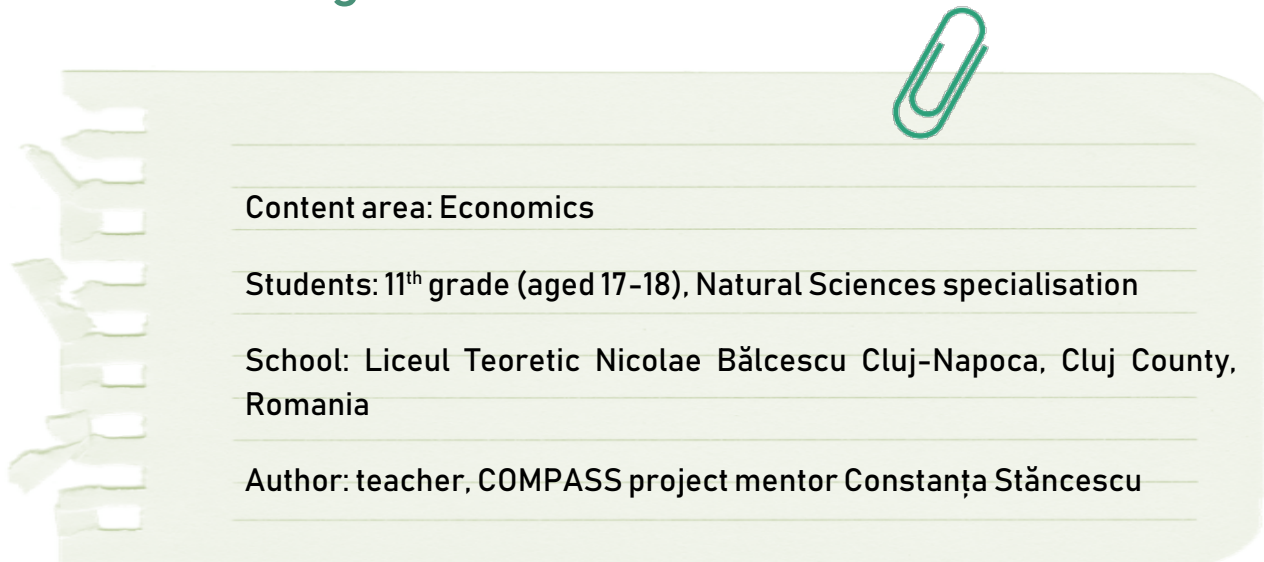 Content area: Economics
Students: 11th grade (aged 17-18), Natural Sciences specialisation
School: Liceul Teoretic Nicolae Bălcescu Cluj-Napoca, Cluj County,
Romania
Author: teacher, COMPASS project mentor Constanța Stăncescu